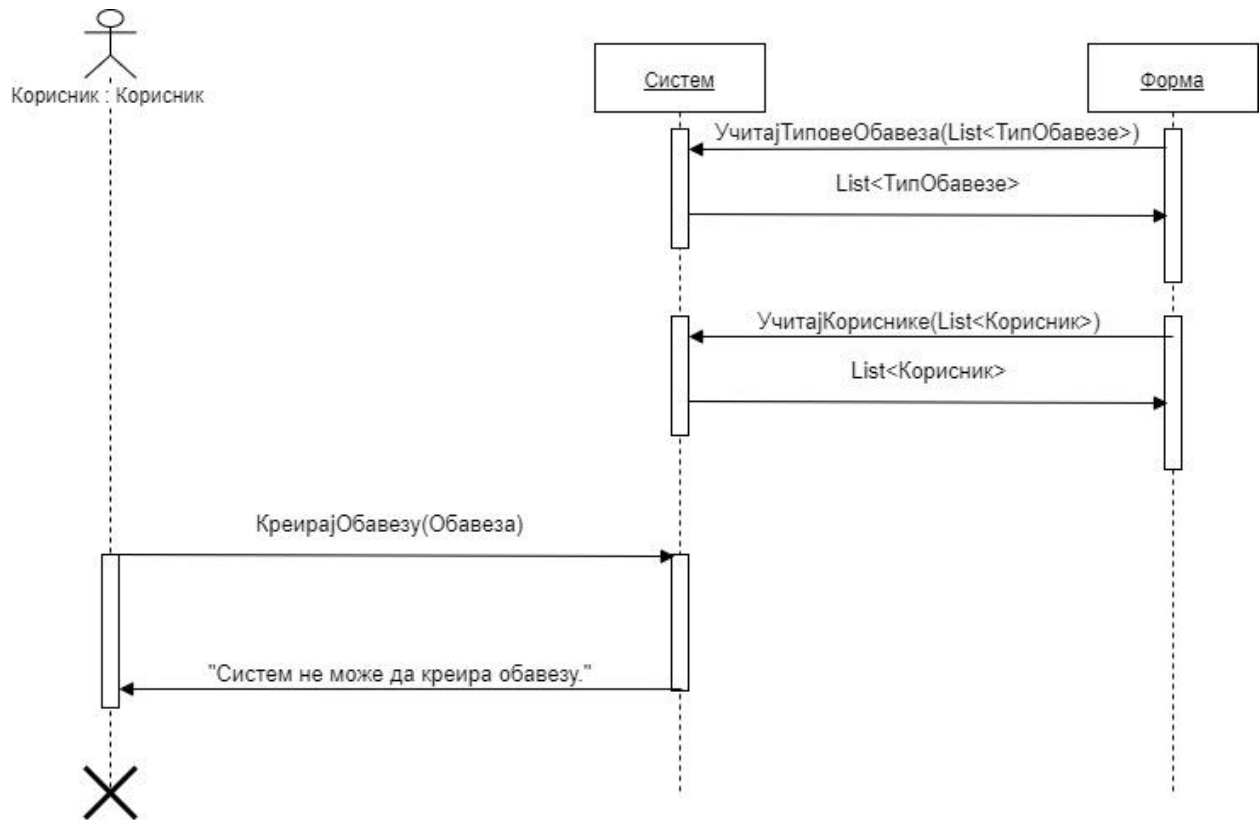 Корисник : Корисник
Систем
Форма
УчитајТиповеОбавеза(List<ТипОбавезе>)
List<ТипОбавезе>
УчитајКориснике(List<Корисник>)
List<Корисник>
КреирајОбавезу(Обавеза)
"Систем не може да креира обавезу."